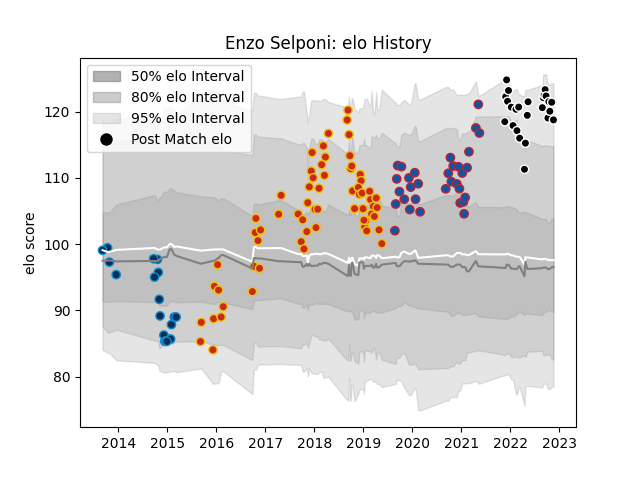 Enzo Selponi: elo History
50% elo Interval
80% elo Interval
95% elo Interval
Post Match elo
elo score
120
110
100
90
80
2014 2015 2016 2017 2018 2019 2020 2021 2022 2023